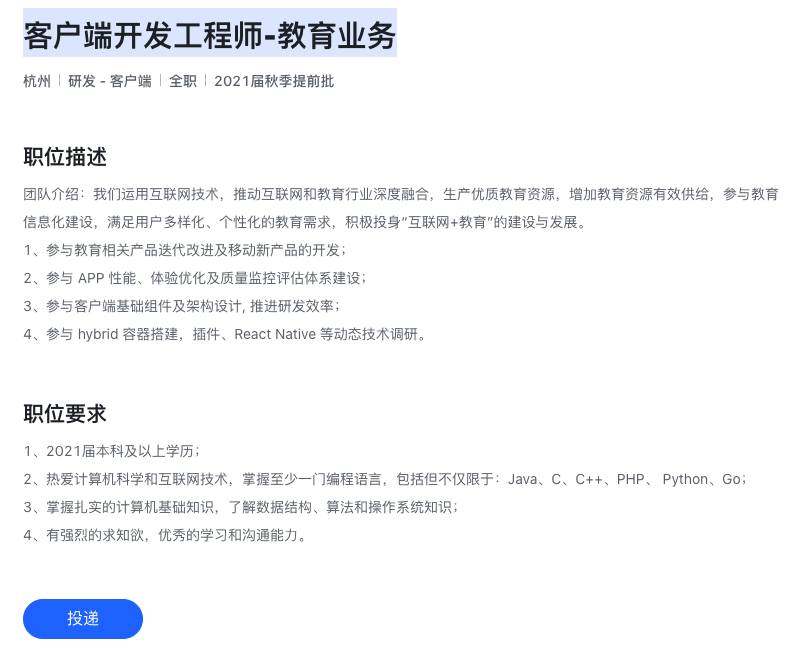 客户端开发工程师-教育业务
杭州 | 研发 - 客户端 | 全职 | 2021届秋季提前批
职位描述
团队介绍：我们运用互联网技术，推动互联网和教育行业深度融合，生产优质教育资源，增加教育资源有效供给，参与教育
信息化建设，满足用户多样化、个性化的教育需求，积极投身“互联网+教育”的建设与发展。
1、参与教育相关产品迭代改进及移动新产品的开发；
2、参与 APP 性能、体验优化及质量监控评估体系建设；
3、参与客户端基础组件及架构设计, 推进研发效率；
4、参与 hybrid 容器搭建，插件、React Native 等动态技术调研。
职位要求
1、2021届本科及以上学历；
2、热爱计算机科学和互联网技术，掌握至少一门编程语言，包括但不仅限于：Java、C、C++、PHP、 Python、Go；
3、掌握扎实的计算机基础知识，了解数据结构、算法和操作系统知识；
4、有强烈的求知欲，优秀的学习和沟通能力。
投递